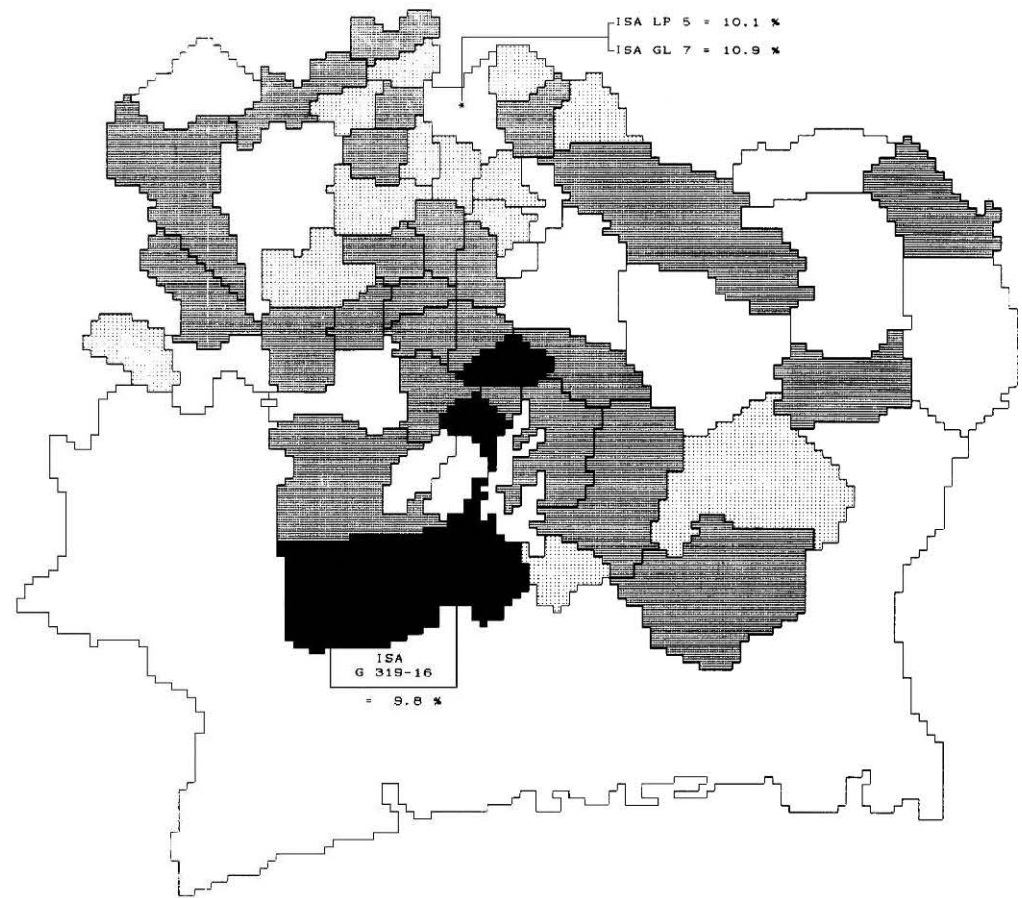 ISA LP 5 = 10.1 %
ISA GL 7 = 10.9 %
ISA
G 319-16
= 9.8 %